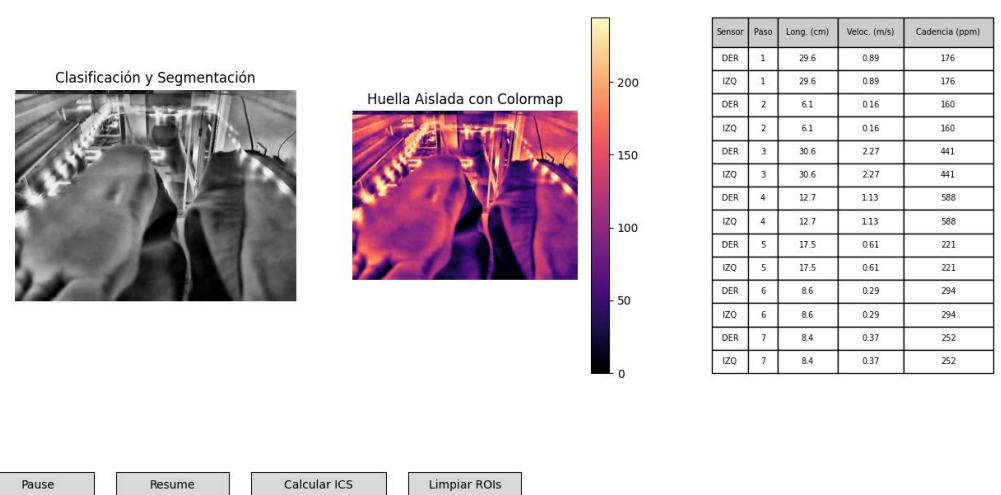 Clasificación y Segmentación
Huella Aislada con Colormap
200
150
100
50
0
Sensor Paso Long. (cm) Veloc. (m/s) Cadencia (ppm)
DER 1 29.6 0.89 176
IZQ 1 29.6 0.89 176
DER 2 6.1 0.16 160
IZQ 2 6.1 0.16 160
DER 3 30.6 2.27 441
IZQ 3 30.6 2.27 441
DER 4 12.7 1.13 588
IZQ 4 12.7 1.13 588
DER 5 17.5 0.61 221
IZQ 5 17.5 0.61 221
DER 6 8.6 0.29 294
IZQ 6 8.6 0.29 294
DER 7 8.4 0.37 252
IZQ 7 8.4 0.37 252
Pause Resume Calcular ICS Limpiar ROIs